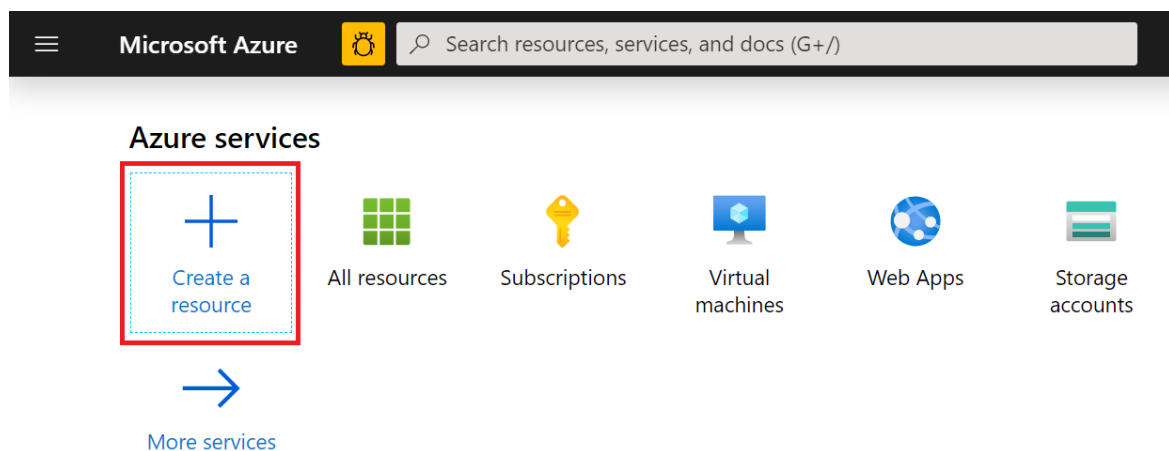 Microsoft Azure
Search resources, services, and docs (G+/)
Azure services
Create a
resource
All resources
Subscriptions
Virtual
machines
Web Apps
Storage
accounts
More services